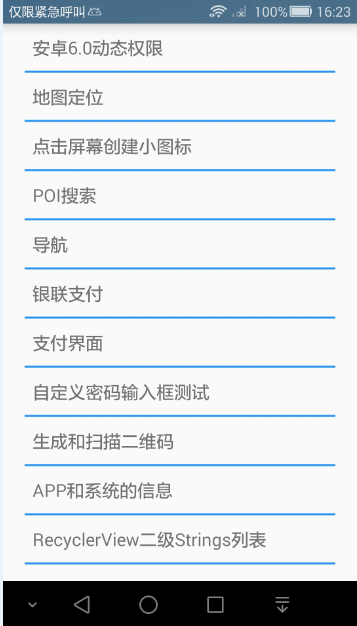 仅限紧急呼叫 100% 16:23
安卓6.0动态权限
地图定位
点击屏幕创建小图标
POI搜索
导航
银联支付
支付界面
自定义密码输入框测试
生成和扫描二维码
APP和系统的信息
RecyclerView二级Strings列表